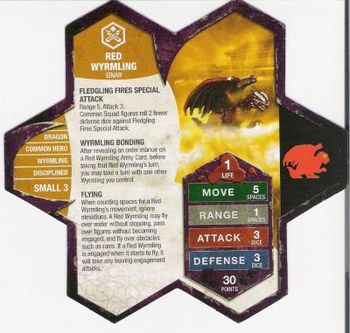 RED
WYRMLING
EINAR
FLEDGLING FIRES SPECIAL
ATTACK
Range 5. Attack 3.
Common Squad figures roll 2 fewer
defense dice against Fledgling
Fires Special Attack.
WYRMLING BONDING
After revealing an order marker on
a Red Wyrmling Army Card, before
taking that Red Wyrmling's turn,
you may take a turn with one other
Wyrmling you control.
FLYING
When counting spaces for a Red
Wyrmling's movement, ignore
elevations. A Red Wyrmling may fly
over water without stopping, pass
over figures without becoming
engaged, and fly over obstacles
such as ruins. If a Red Wyrmling
is engaged when it starts to fly, it
will take any leaving engagement
attacks.
DRAGON
COMMON HERO
WYRMLING
DISCIPLINED
SMALL 3
1
LIFE
MOVE 5
SPACES
RANGE 1
SPACES
ATTACK 3
DICE
DEFENSE 3
DICE
30
POINTS